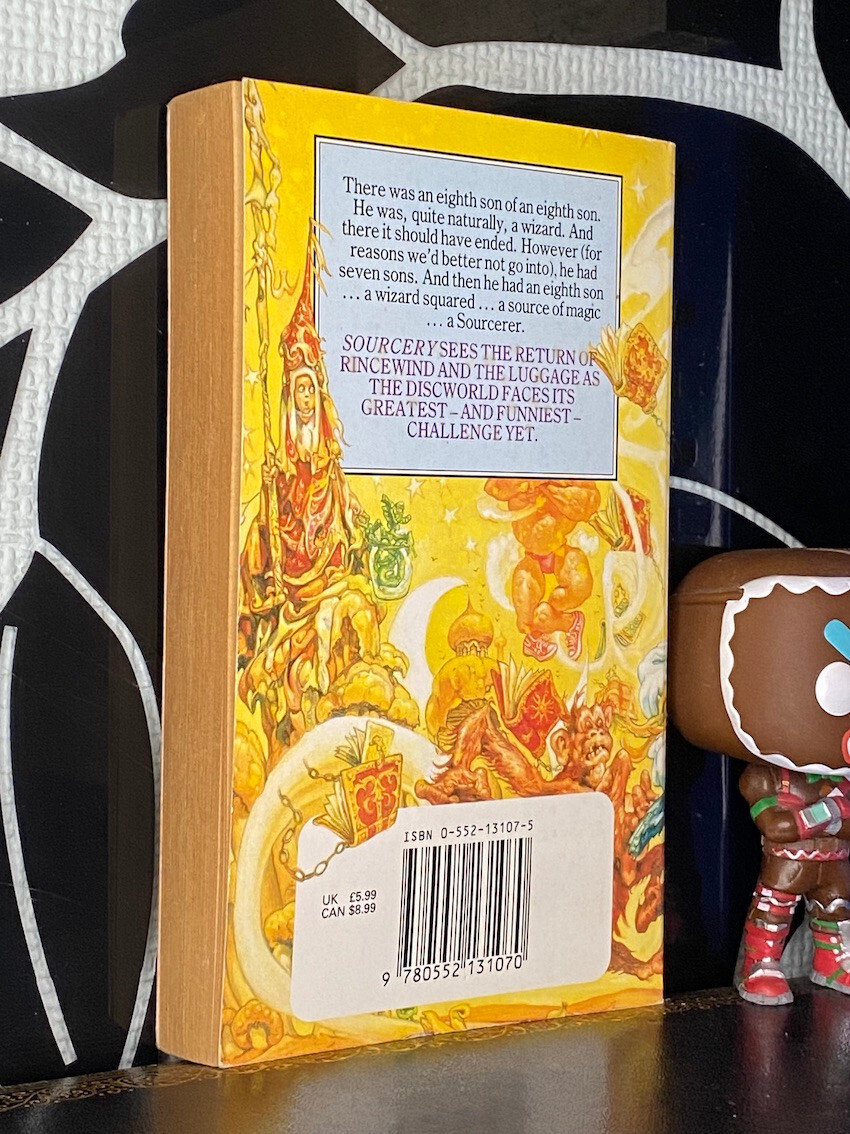 There was an eighth son of an eighth son.
He was, quite naturally, a wizard. And
there it should have ended. However (for
reasons we'd better not go into), he had
seven sons. And then he had an eighth son
... a wizard squared ... a source of magic
... a Sourcerer.
SOURCERY SEES THE RETURN OF
RINCEWIND AND THE LUGGAGE AS
THE DISCWORLD FACES ITS
GREATEST – AND FUNNIEST –
CHALLENGE YET.
ISBN 0-552-13107-5
UK £5.99
CAN $8.99
9 780552 131070